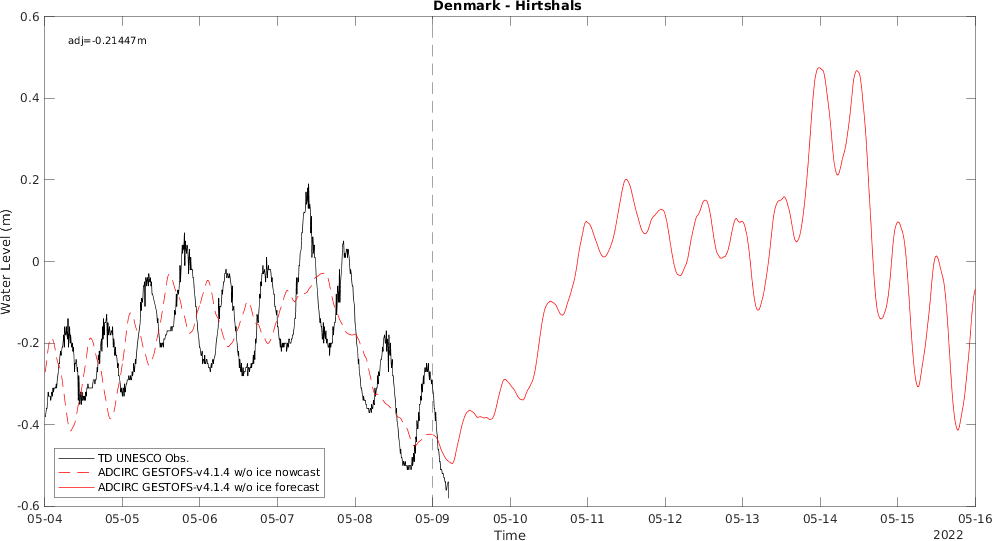 Denmark - Hirtshals
adj=-0.21447m
0.6
0.4
0.2
0
-0.2
-0.4
-0.6
Water Level (m)
TD UNESCO Obs.
ADCIRC GESTOFS-v4.1.4 w/o ice nowcast
ADCIRC GESTOFS-v4.1.4 w/o ice forecast
05-04 05-05 05-06 05-07 05-08 05-09 05-10 05-11 05-12 05-13 05-14 05-15 05-16
Time
2022